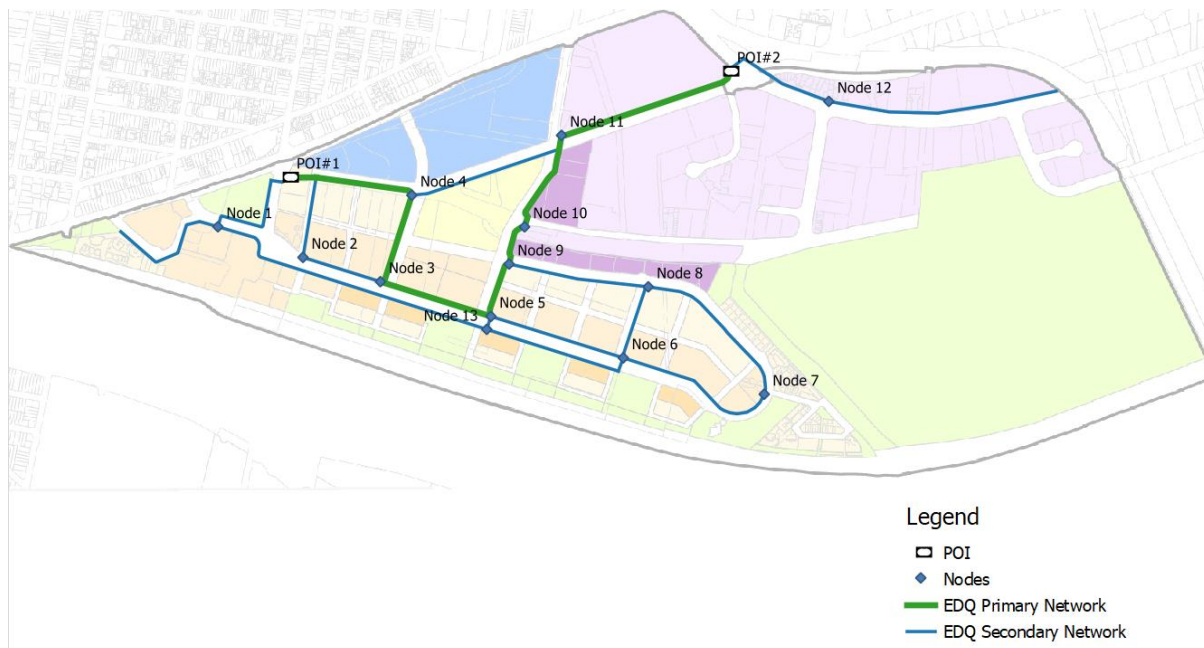 POI#2
Node 12
Node 11
POI#1
Node 4
Node 1
Node 10
Node 2
Node 9
Node 3
Node 8
Node 5
Node 13
Node 6
Node 7
Legend
POI
Nodes
EDQ Primary Network
EDQ Secondary Network